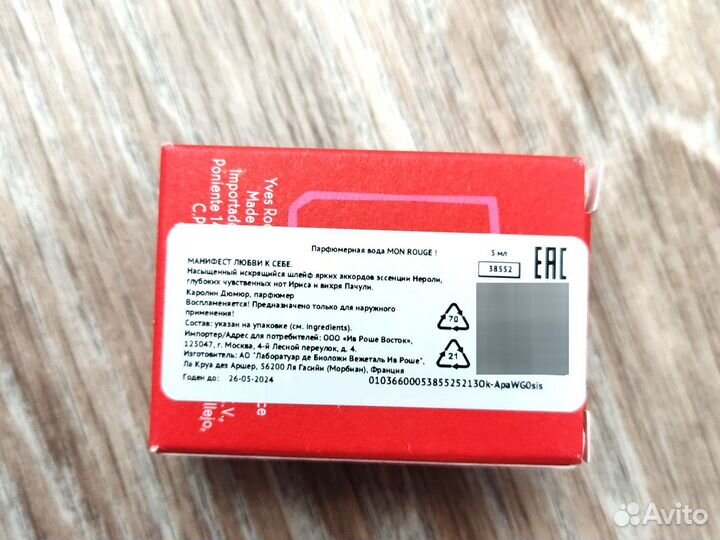 Парфюмерная вода MON ROUGE !
5 мл
38552
EAC
МАНИФЕСТ ЛЮБВИ К СЕБЕ.
Насыщенный искрящийся шлейф ярких аккордов эссенции Нероли,
глубоких чувственных нот Ириса и вихря Пачули.
Каролин Дюмюр, парфюмер
Воспламеняется! Предназначено только для наружного
применения!
Состав: указан на упаковке (см. ingredients).
Импортер/Адрес для потребителей: ООО «Ив Роше Восток»,
125047, г. Москва, 4-й Лесной переулок, д. 4.
Изготовитель: АО "Лаборатуар де Биоложи Вежеталь Ив Роше",
Ла Круа дез Аршер, 56200 Ля Гасийи (Морбиан), Франция
Годен до: 26-05-2024
70
21
0103660005385525213Ok-ApaWG0sis
Yves
Made
Poniente
Avito